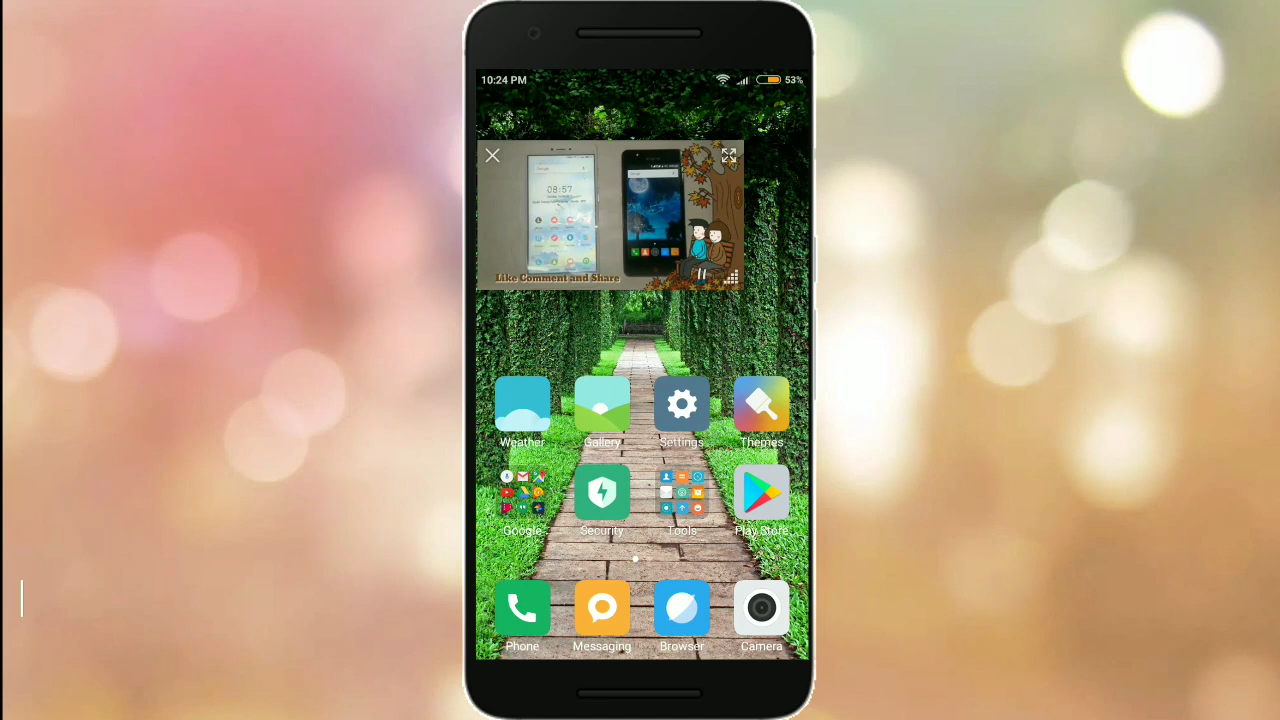 10:24 PM 53%
08:57
Like Comment and Share
Weather Gallery Settings Themes
Google Security Tools Play Store
Phone Messaging Browser Camera